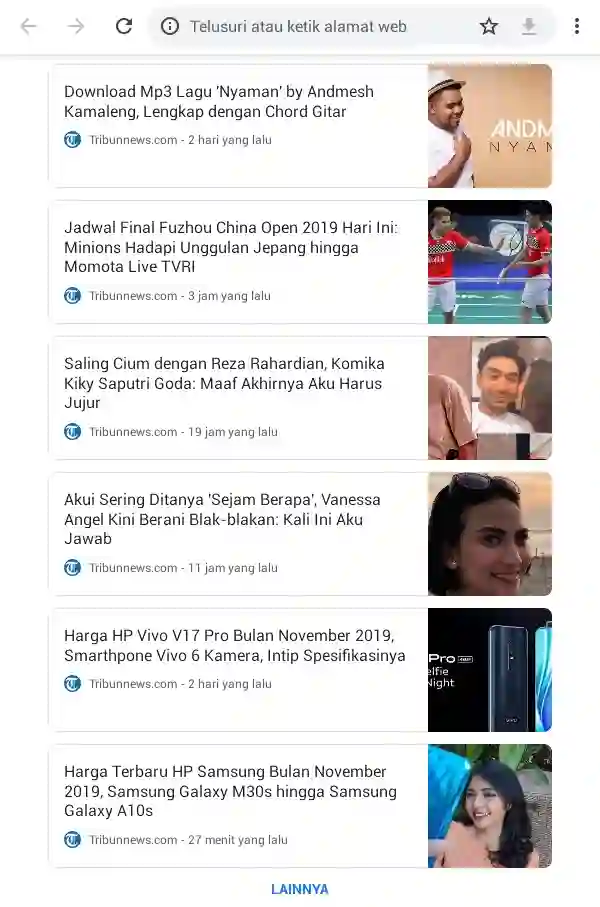 Telusuri atau ketik alamat web
Download Mp3 Lagu 'Nyaman' by Andmesh
Kamaleng, Lengkap dengan Chord Gitar
Tribunnews.com - 2 hari yang lalu
ANDM
NYAM
Jadwal Final Fuzhou China Open 2019 Hari Ini:
Minions Hadapi Unggulan Jepang hingga
Momota Live TVRI
Tribunnews.com - 3 jam yang lalu
Saling Cium dengan Reza Rahardian, Komika
Kiky Saputri Goda: Maaf Akhirnya Aku Harus
Jujur
Tribunnews.com - 19 jam yang lalu
Akui Sering Ditanya 'Sejam Berapa', Vanessa
Angel Kini Berani Blak-blakan: Kali Ini Aku
Jawab
Tribunnews.com - 11 jam yang lalu
Harga HP Vivo V17 Pro Bulan November 2019,
Smarthpone Vivo 6 Kamera, Intip Spesifikasinya
Tribunnews.com - 2 hari yang lalu
Pro
elfie
Night
vivo
Harga Terbaru HP Samsung Bulan November
2019, Samsung Galaxy M30s hingga Samsung
Galaxy A10s
Tribunnews.com - 27 menit yang lalu
LAINNYA